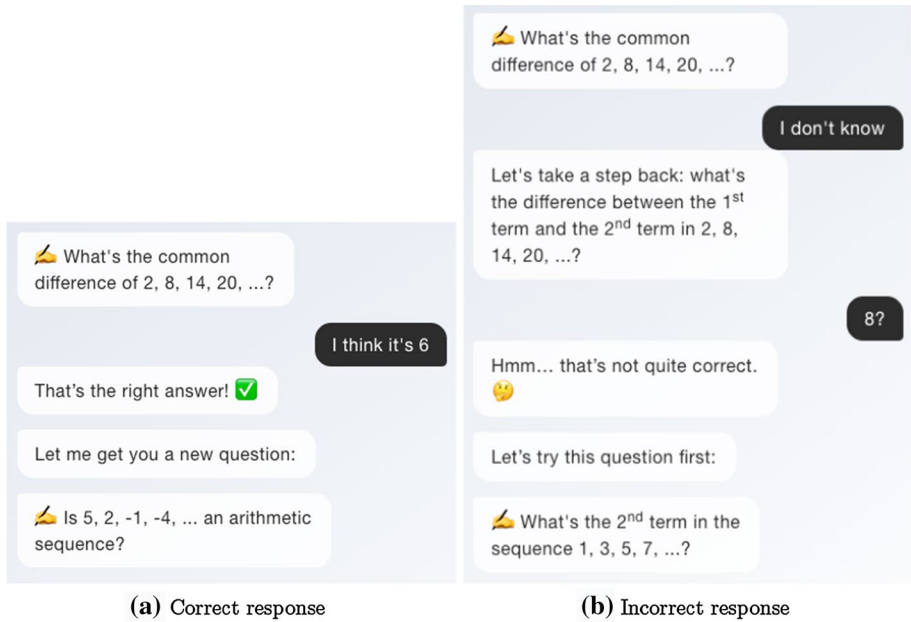 ✍️ What's the common
difference of 2, 8, 14, 20, ...?
I think it's 6
That's the right answer! ✅
Let me get you a new question:
✍️ Is 5, 2, -1, -4, ... an arithmetic
sequence?
(a) Correct response
✍️ What's the common
difference of 2, 8, 14, 20, ...?
I don't know
Let's take a step back: what's
the difference between the 1st
term and the 2nd term in 2, 8,
14, 20, ...?
8?
Hmm... that's not quite correct.
🤔
Let's try this question first:
✍️ What's the 2nd term in the
sequence 1, 3, 5, 7, ...?
(b) Incorrect response